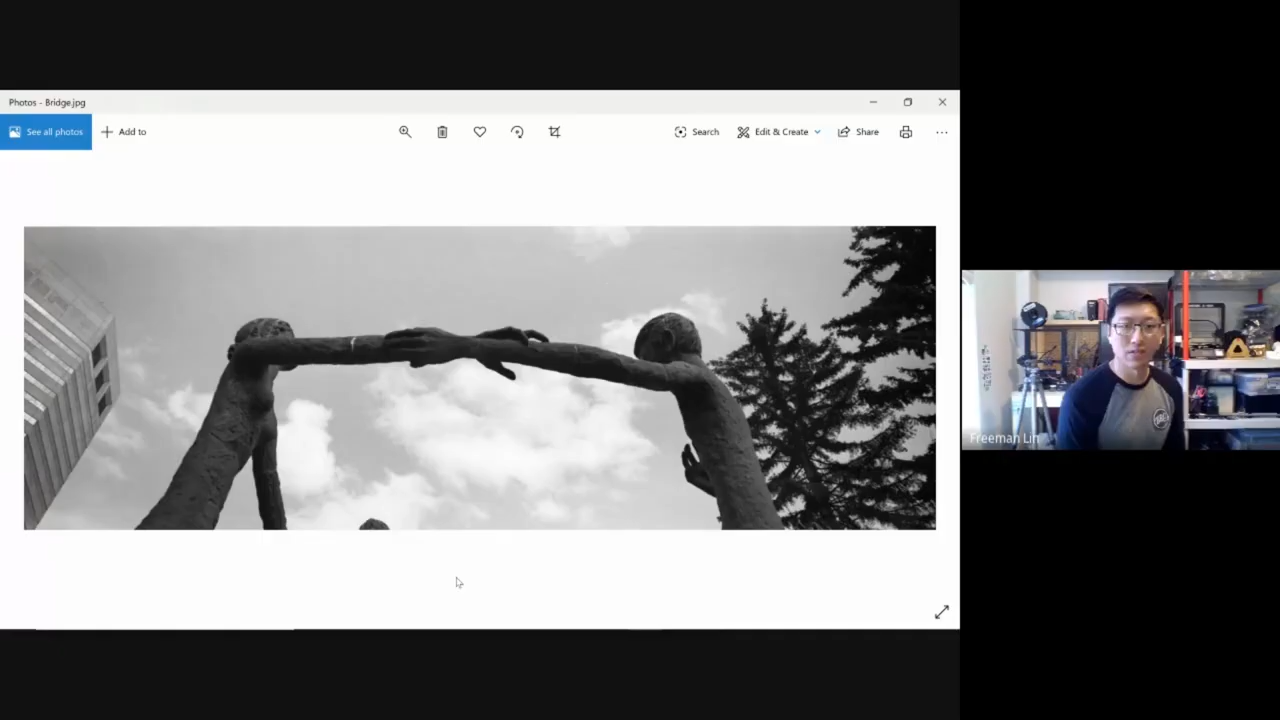 Photos - Bridge.jpg
See all photos
Add to
Search
Edit & Create
Share
Freeman Lin